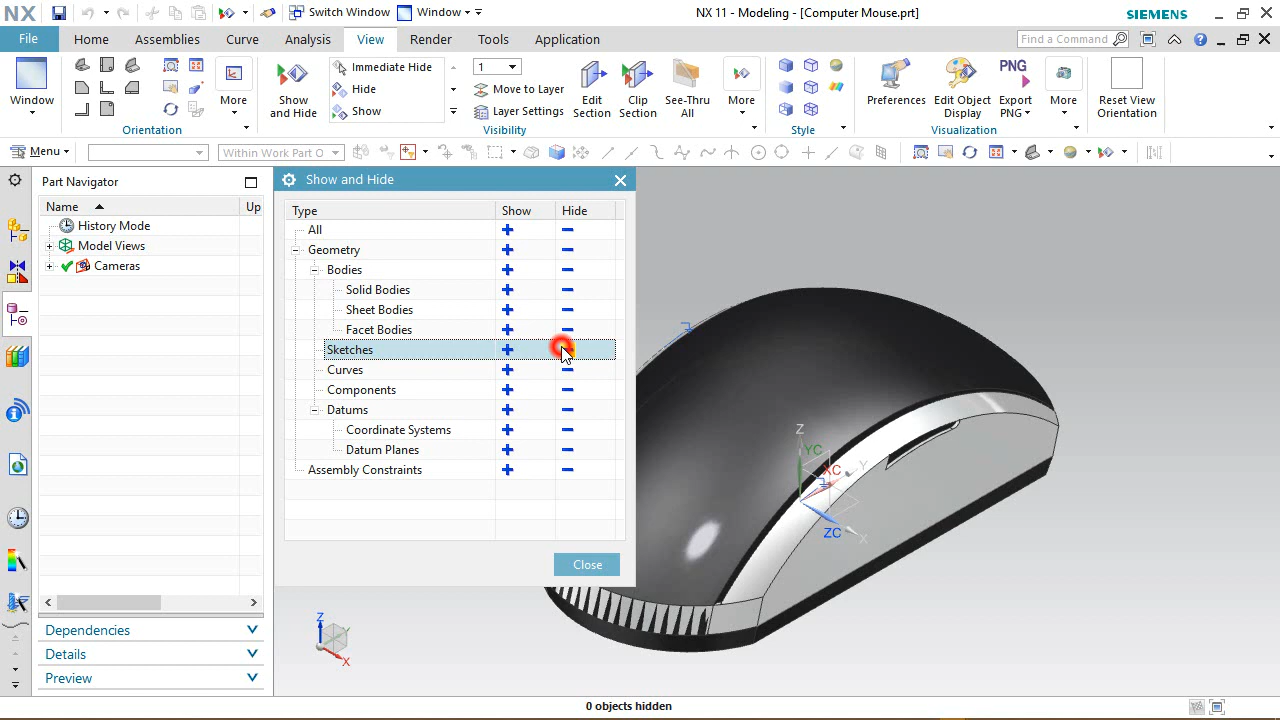 NX
Switch Window
Window
NX 11 - Modeling - [Computer Mouse.prt]
SIEMENS
File
Home
Assemblies
Curve
Analysis
View
Render
Tools
Application
Find a Command
Window
More
Orientation
Show and Hide
Immediate Hide
Hide
Show
1
Move to Layer
Layer Settings
Edit Section
Clip Section
See-Thru All
More
Visibility
Style
Preferences
Edit Object Display
PNG
Export PNG
More
Visualization
Reset View Orientation
Menu
Within Work Part O
Part Navigator
Name
Up
History Mode
Model Views
Cameras
Dependencies
Details
Preview
Show and Hide
Type Show Hide
All
Geometry
Bodies
Solid Bodies
Sheet Bodies
Facet Bodies
Sketches
Curves
Components
Datums
Coordinate Systems
Datum Planes
Assembly Constraints
Close
Z
YC
XC
Y
ZC
X
Z
Y
X
0 objects hidden